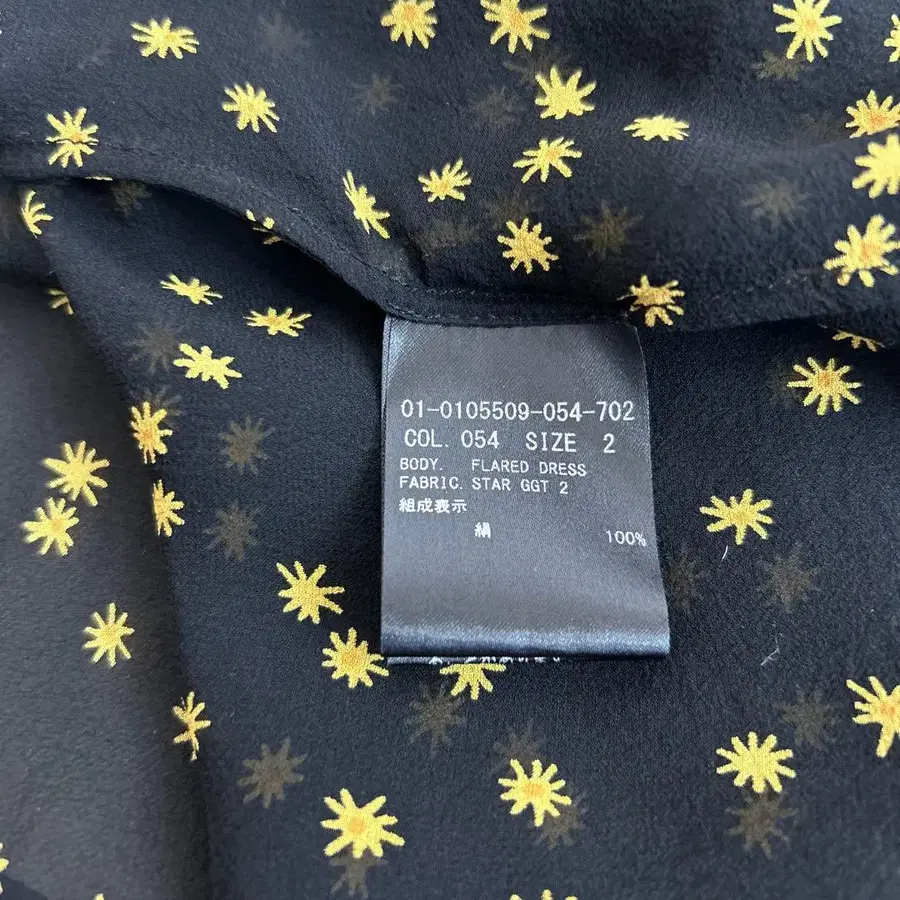 01-0105509-054-702
COL. 054 SIZE 2
BODY. FLARED DRESS
FABRIC. STAR GGT 2
組成表示
絹 100%